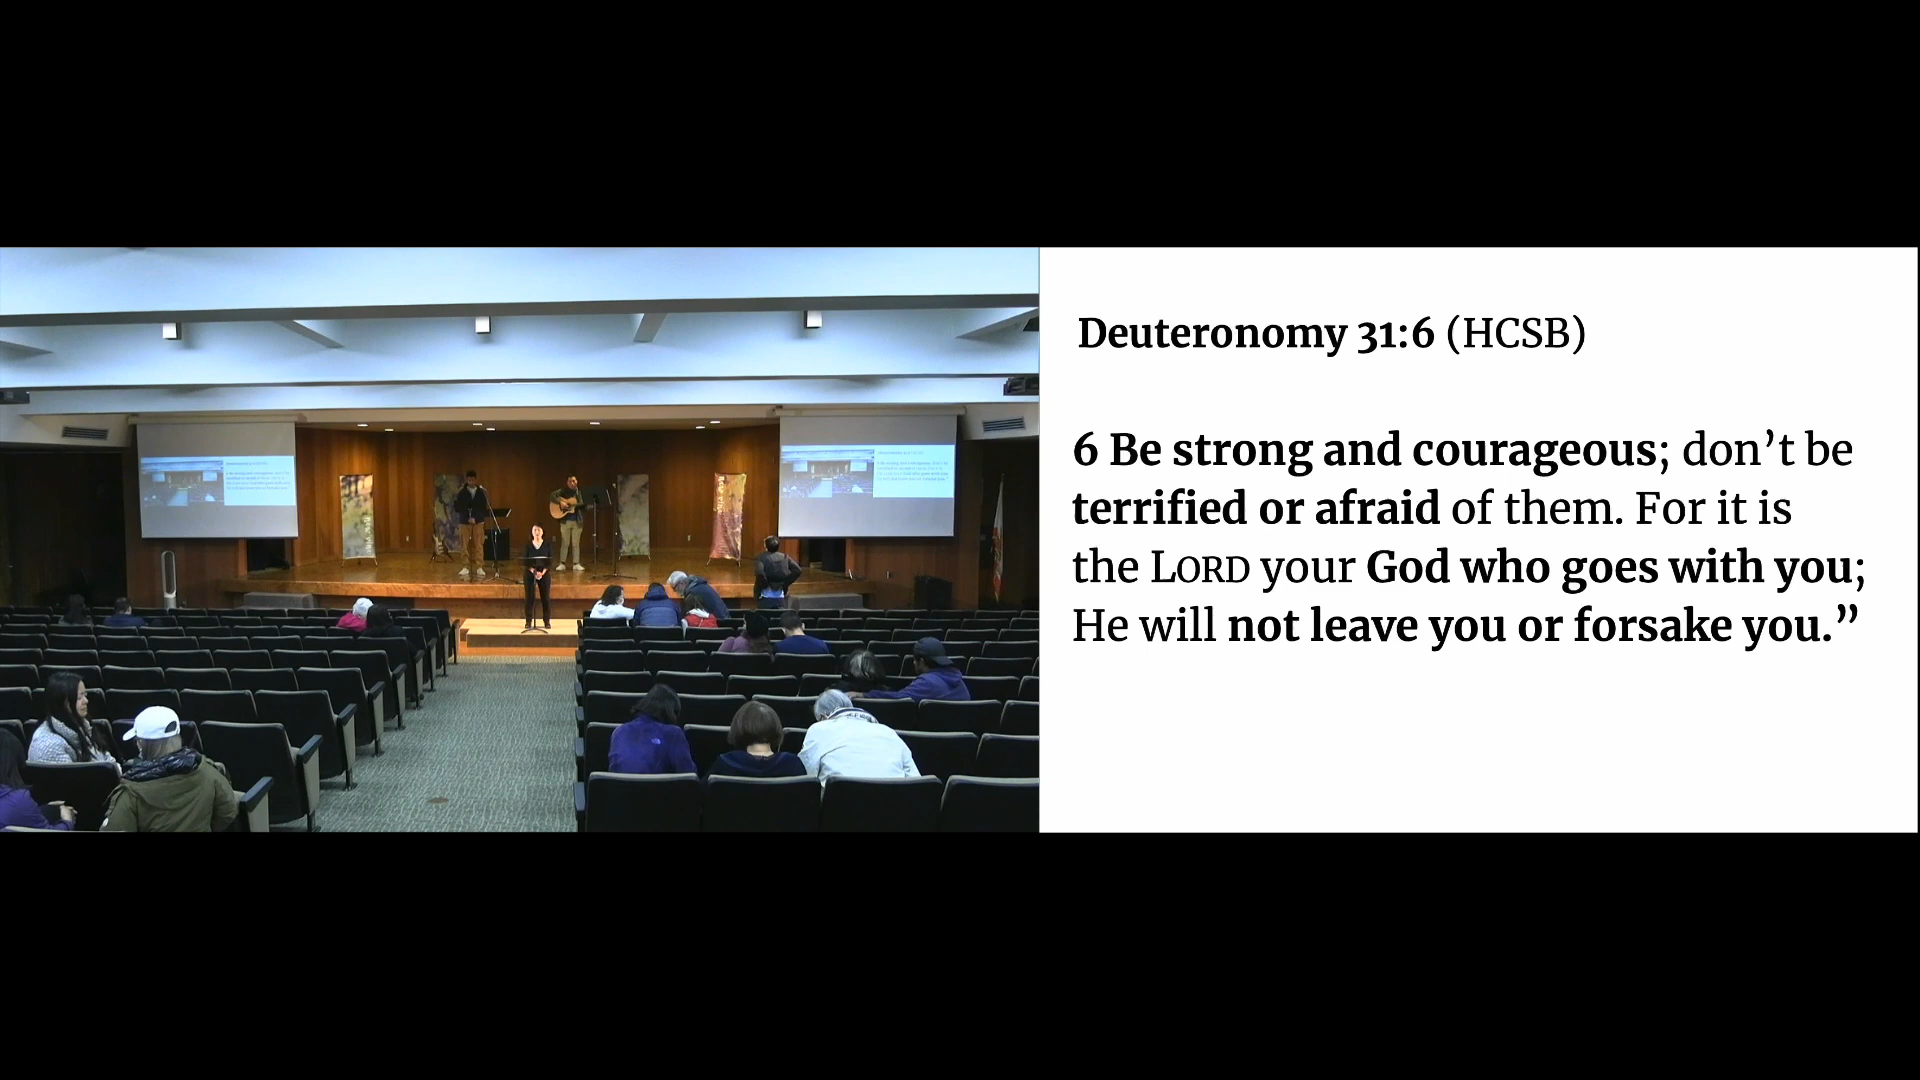 Deuteronomy 31:6 (HCSB)
6 Be strong and courageous; don’t be
terrified or afraid of them. For it is
the LORD your God who goes with you;
He will not leave you or forsake you.”